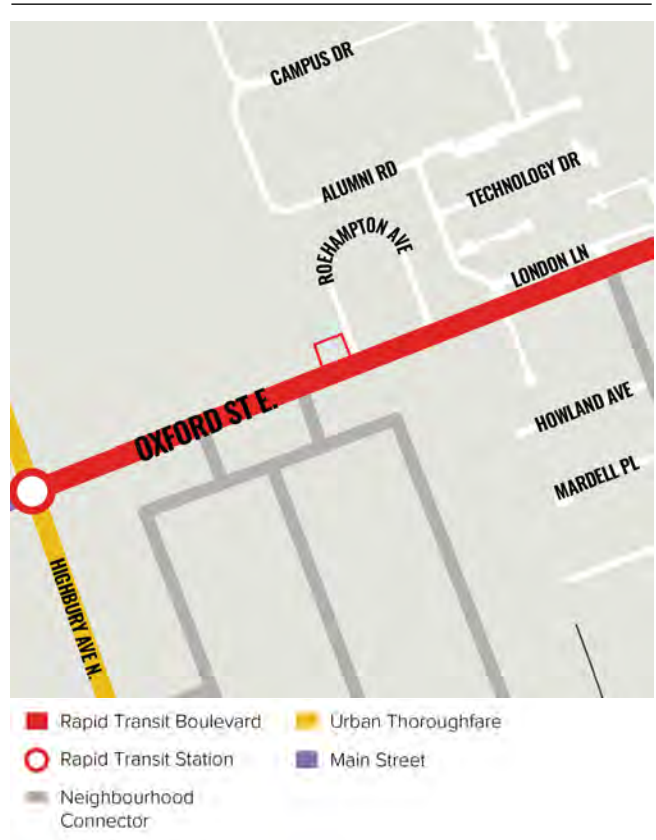 CAMPUS DR
ALUMNI RD
TECHNOLOGY DR
ROEHAMPTON AVE
LONDON LN
OXFORD ST E.
HOWLAND AVE
MARDELL PL
HIGHBURY AVE N.
Rapid Transit Boulevard
Urban Thoroughfare
Rapid Transit Station
Main Street
Neighbourhood
Connector